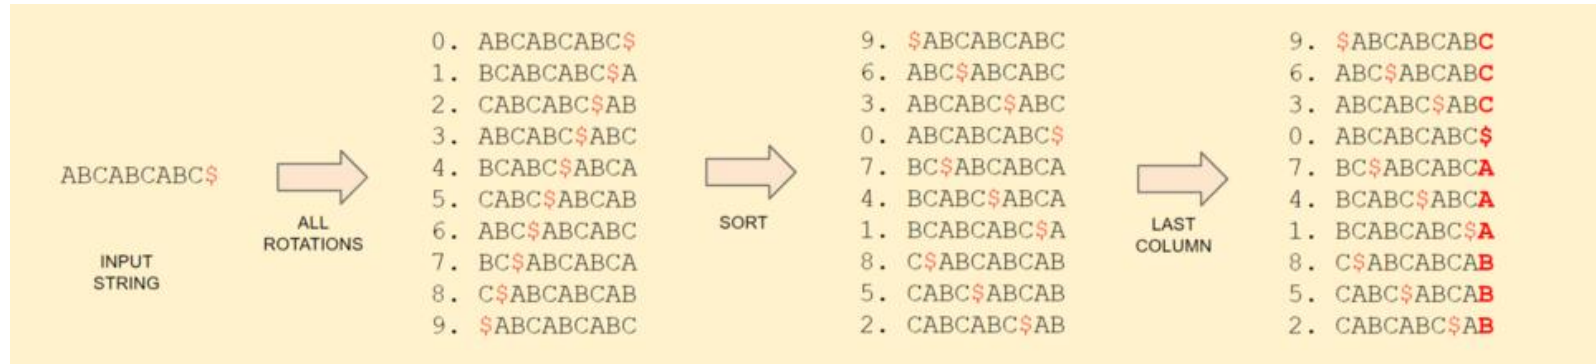 ABCABCABC$
INPUT
STRING
ALL
ROTATIONS
0. ABCABCABC$
1. BCABCABC$A
2. CABCABC$AB
3. ABCABC$ABC
4. BCABC$ABCA
5. CABC$ABCAB
6. ABC$ABCABC
7. BC$ABCABCA
8. C$ABCABCAB
9. $ABCABCABC
SORT
9. $ABCABCABC
6. ABC$ABCABC
3. ABCABC$ABC
0. ABCABCABC$
7. BC$ABCABCA
4. BCABC$ABCA
1. BCABCABC$A
8. C$ABCABCAB
5. CABC$ABCAB
2. CABCABC$AB
LAST
COLUMN
9. $ABCABCABC
6. ABC$ABCABC
3. ABCABC$ABC
0. ABCABCABC$
7. BC$ABCABCA
4. BCABC$ABCA
1. BCABCABC$A
8. C$ABCABCAB
5. CABC$ABCAB
2. CABCABC$AB